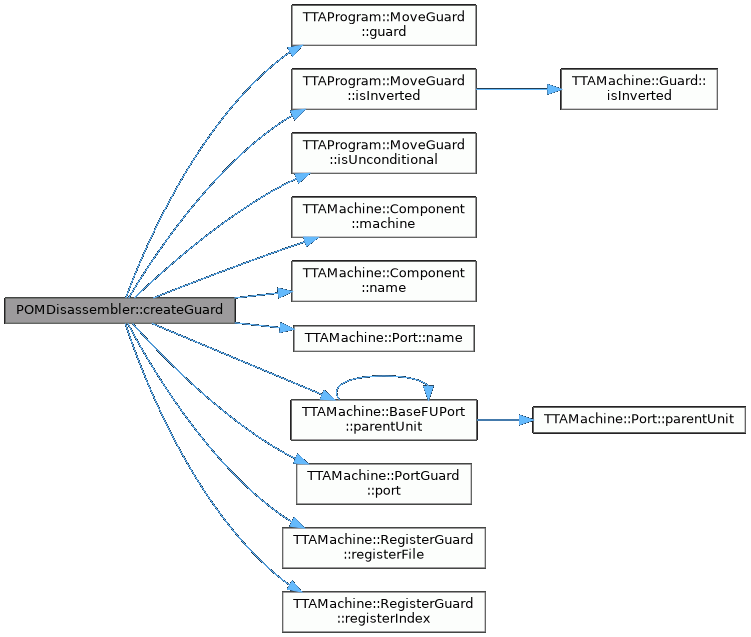 TTAProgram::MoveGuard
::guard
TTAProgram::MoveGuard
::isInverted
TTAMachine::Guard::
isInverted
TTAProgram::MoveGuard
::isUnconditional
TTAMachine::Component
::machine
TTAMachine::Component
::name
POMDisassembler::createGuard
TTAMachine::Port::name
TTAMachine::BaseFUPort
::parentUnit
TTAMachine::Port::parentUnit
TTAMachine::PortGuard
::port
TTAMachine::RegisterGuard
::registerFile
TTAMachine::RegisterGuard
::registerIndex